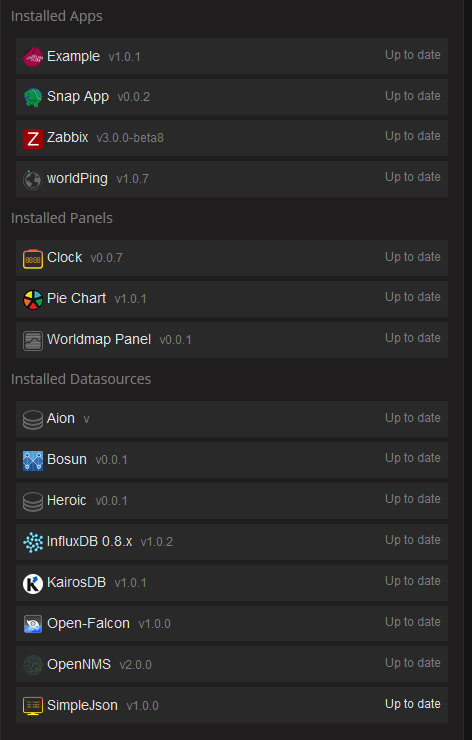 Installed Apps
Example v1.0.1 Up to date
Snap App v0.0.2 Up to date
Zabbix v3.0.0-beta8 Up to date
worldPing v1.0.7 Up to date
Installed Panels
Clock v0.0.7 Up to date
Pie Chart v1.0.1 Up to date
Worldmap Panel v0.0.1 Up to date
Installed Datasources
Aion v Up to date
Bosun v0.0.1 Up to date
Heroic v0.0.1 Up to date
InfluxDB 0.8.x v1.0.2 Up to date
KairosDB v1.0.1 Up to date
Open-Falcon v1.0.0 Up to date
OpenNMS v2.0.0 Up to date
SimpleJson v1.0.0 Up to date